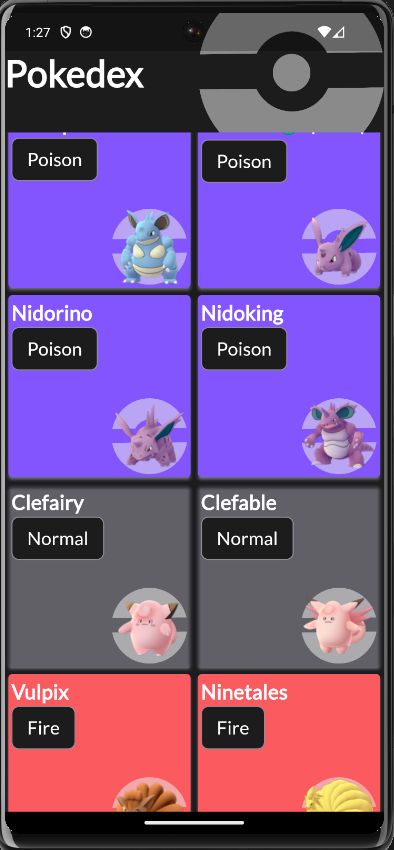 1:27
Pokedex
Poison Poison
Nidorino Nidoking
Poison Poison
Clefairy Clefable
Normal Normal
Vulpix Ninetales
Fire Fire